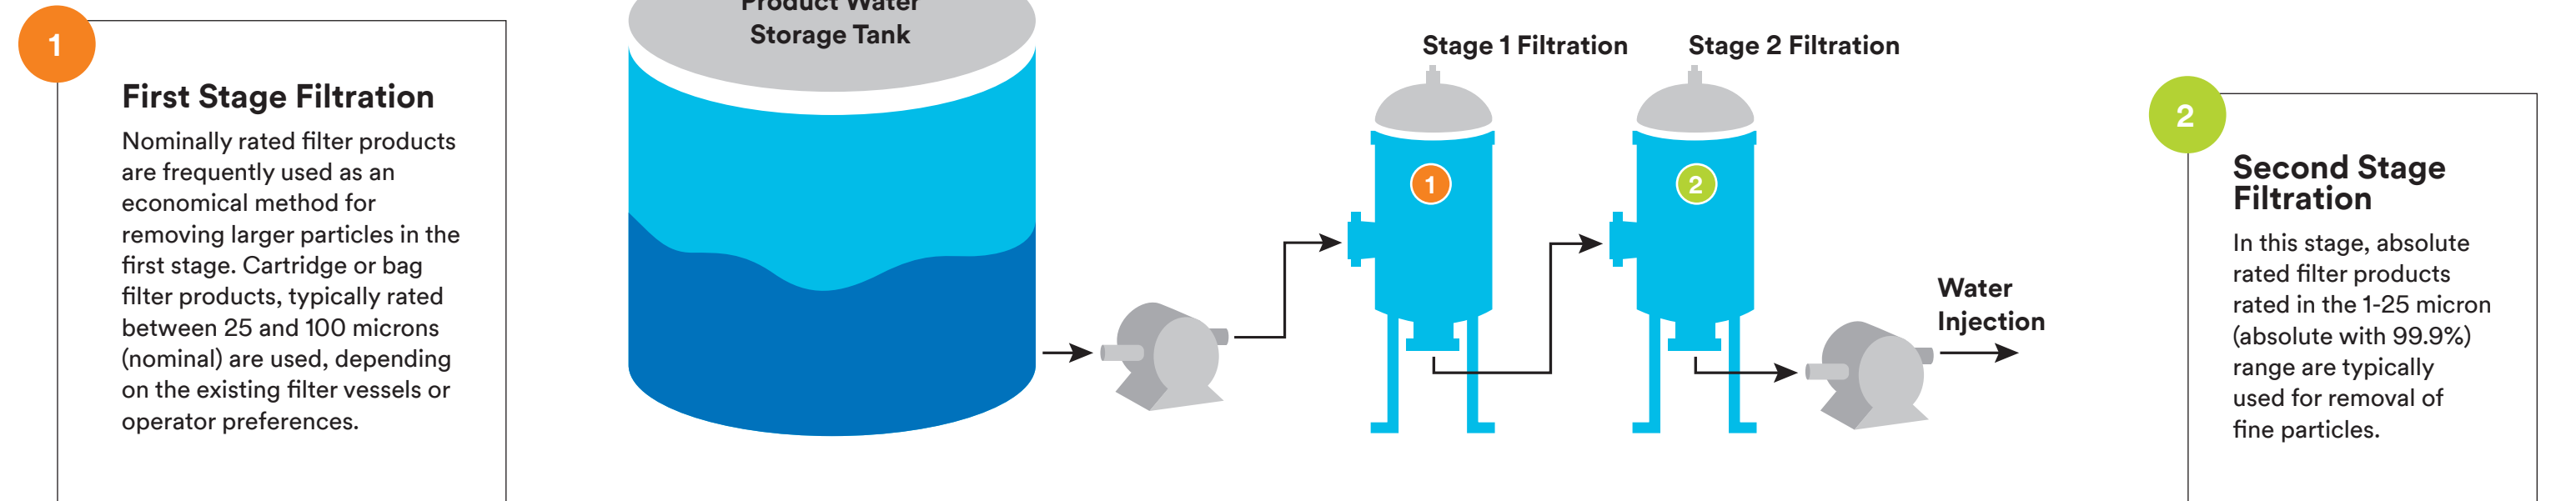 1
First Stage Filtration
Nominally rated filter products
are frequently used as an
economical method for
removing larger particles in the
first stage. Cartridge or bag
filter products, typically rated
between 25 and 100 microns
(nominal) are used, depending
on the existing filter vessels or
operator preferences.
Product Water
Storage Tank
Stage 1 Filtration
1
Stage 2 Filtration
2
Water
Injection
2
Second Stage
Filtration
In this stage, absolute
rated filter products
rated in the 1-25 micron
(absolute with 99.9%)
range are typically
used for removal of
fine particles.